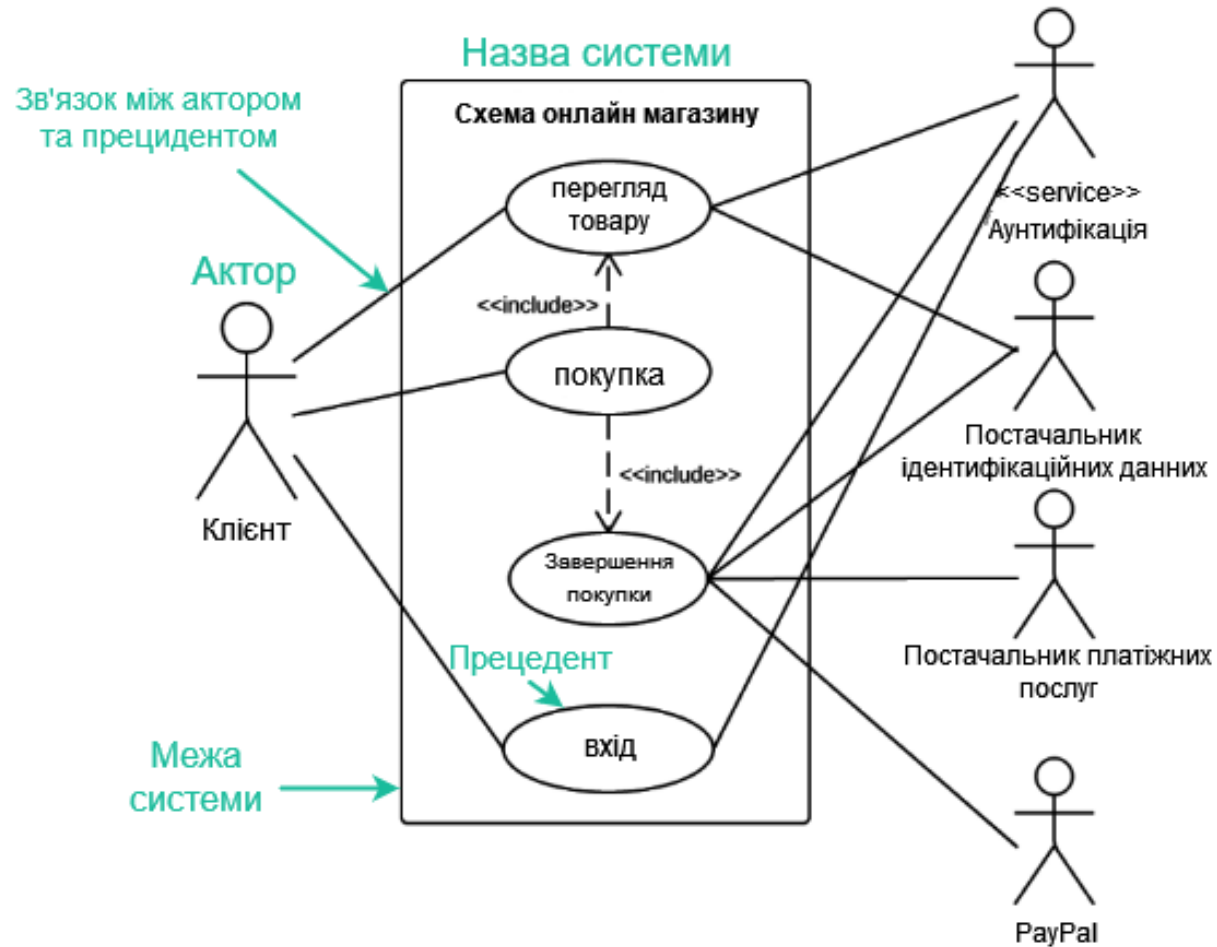 Назва системи
Зв'язок між актором
та прецидентом
Схема онлайн магазину
перегляд
товару
<<service>>
Аунтифікація
Актор
<<include>>
покупка
Клієнт
Постачальник
ідентифікаційних данних
<<include>>
Завершення
покупки
Прецедент
Постачальник платіжних
послуг
вхід
Межа
системи
PayPal